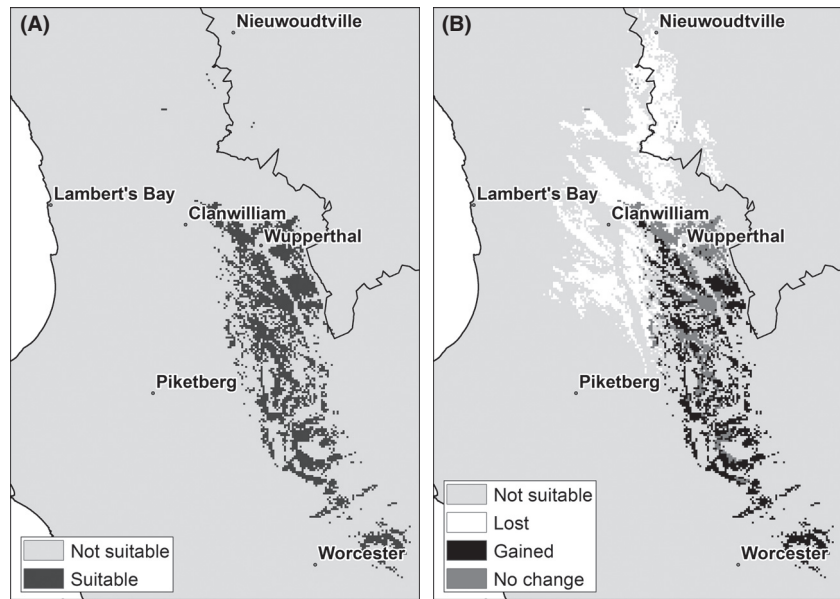 (A)
Nieuwoudtville
Lambert's Bay
Clanwilliam
Wupperthal
Piketberg
Worcester
Not suitable
Suitable
(B)
Nieuwoudtville
Lambert's Bay
Clanwilliam
Wupperthal
Piketberg
Worcester
Not suitable
Lost
Gained
No change